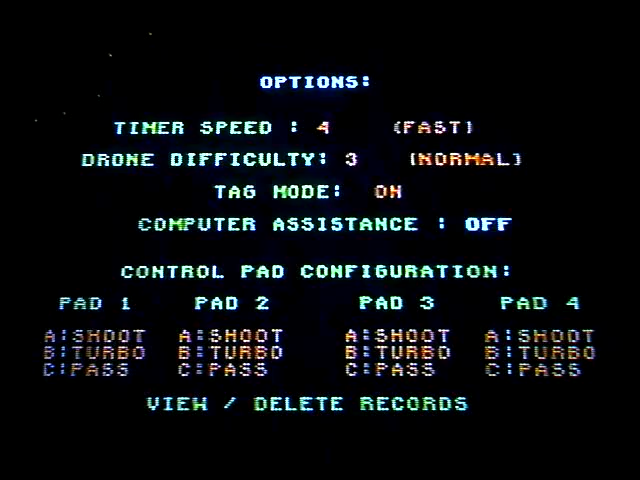 OPTIONS:
TIMER SPEED : 4 (FAST)
DRONE DIFFICULTY: 3 (NORMAL)
TAG MODE: ON
COMPUTER ASSISTANCE : OFF
CONTROL PAD CONFIGURATION:
PAD 1 PAD 2 PAD 3 PAD 4
A:SHOOT A:SHOOT A:SHOOT A:SHOOT
B:TURBO B:TURBO B:TURBO B:TURBO
C:PASS C:PASS C:PASS C:PASS
VIEW / DELETE RECORDS